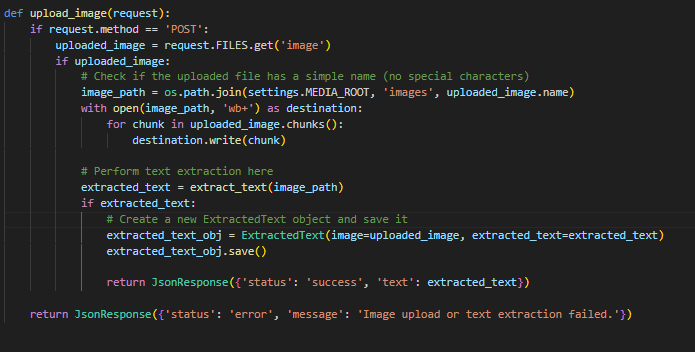 def upload_image(request):
    if request.method == 'POST':
        uploaded_image = request.FILES.get('image')
        if uploaded_image:
            # Check if the uploaded file has a simple name (no special characters)
            image_path = os.path.join(settings.MEDIA_ROOT, 'images', uploaded_image.name)
            with open(image_path, 'wb+') as destination:
                for chunk in uploaded_image.chunks():
                    destination.write(chunk)

            # Perform text extraction here
            extracted_text = extract_text(image_path)
            if extracted_text:
                # Create a new ExtractedText object and save it
                extracted_text_obj = ExtractedText(image=uploaded_image, extracted_text=extracted_text)
                extracted_text_obj.save()

                return JsonResponse({'status': 'success', 'text': extracted_text})

    return JsonResponse({'status': 'error', 'message': 'Image upload or text extraction failed.'})